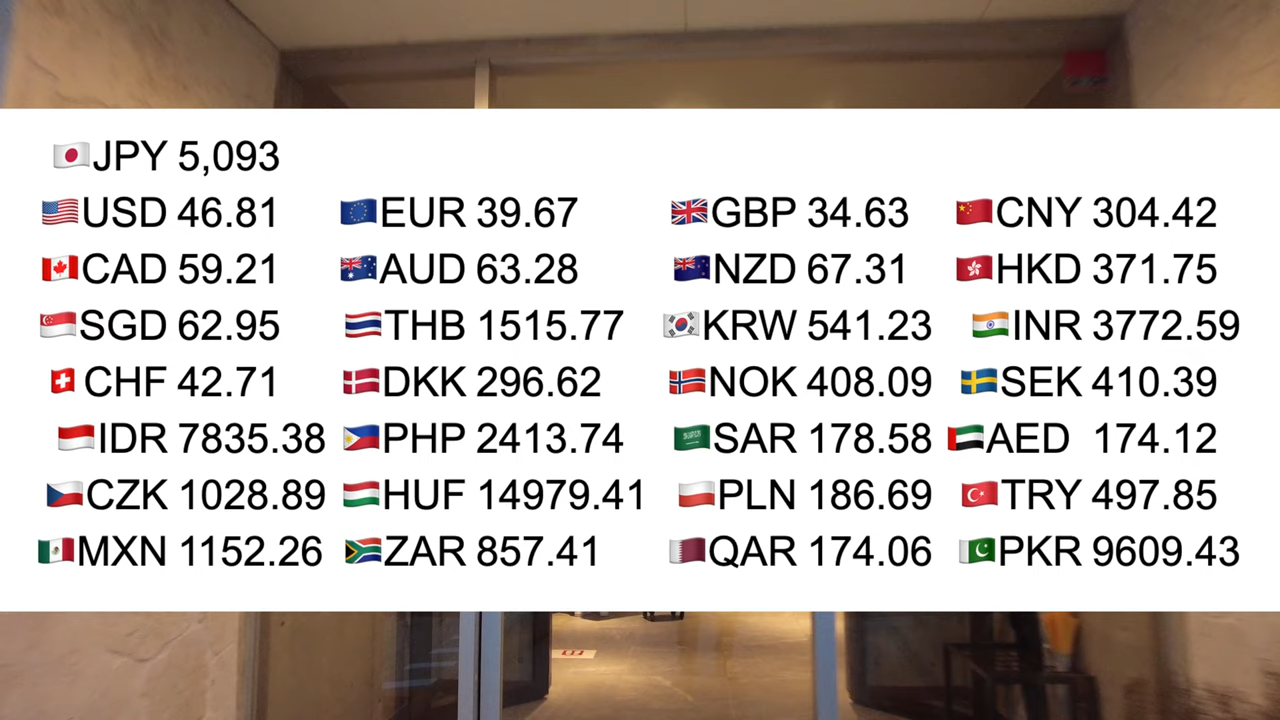 JPY 5,093
USD 46.81 EUR 39.67 GBP 34.63 CNY 304.42
CAD 59.21 AUD 63.28 NZD 67.31 HKD 371.75
SGD 62.95 THB 1515.77 KRW 541.23 INR 3772.59
CHF 42.71 DKK 296.62 NOK 408.09 SEK 410.39
IDR 7835.38 PHP 2413.74 SAR 178.58 AED 174.12
CZK 1028.89 HUF 14979.41 PLN 186.69 TRY 497.85
MXN 1152.26 ZAR 857.41 QAR 174.06 PKR 9609.43